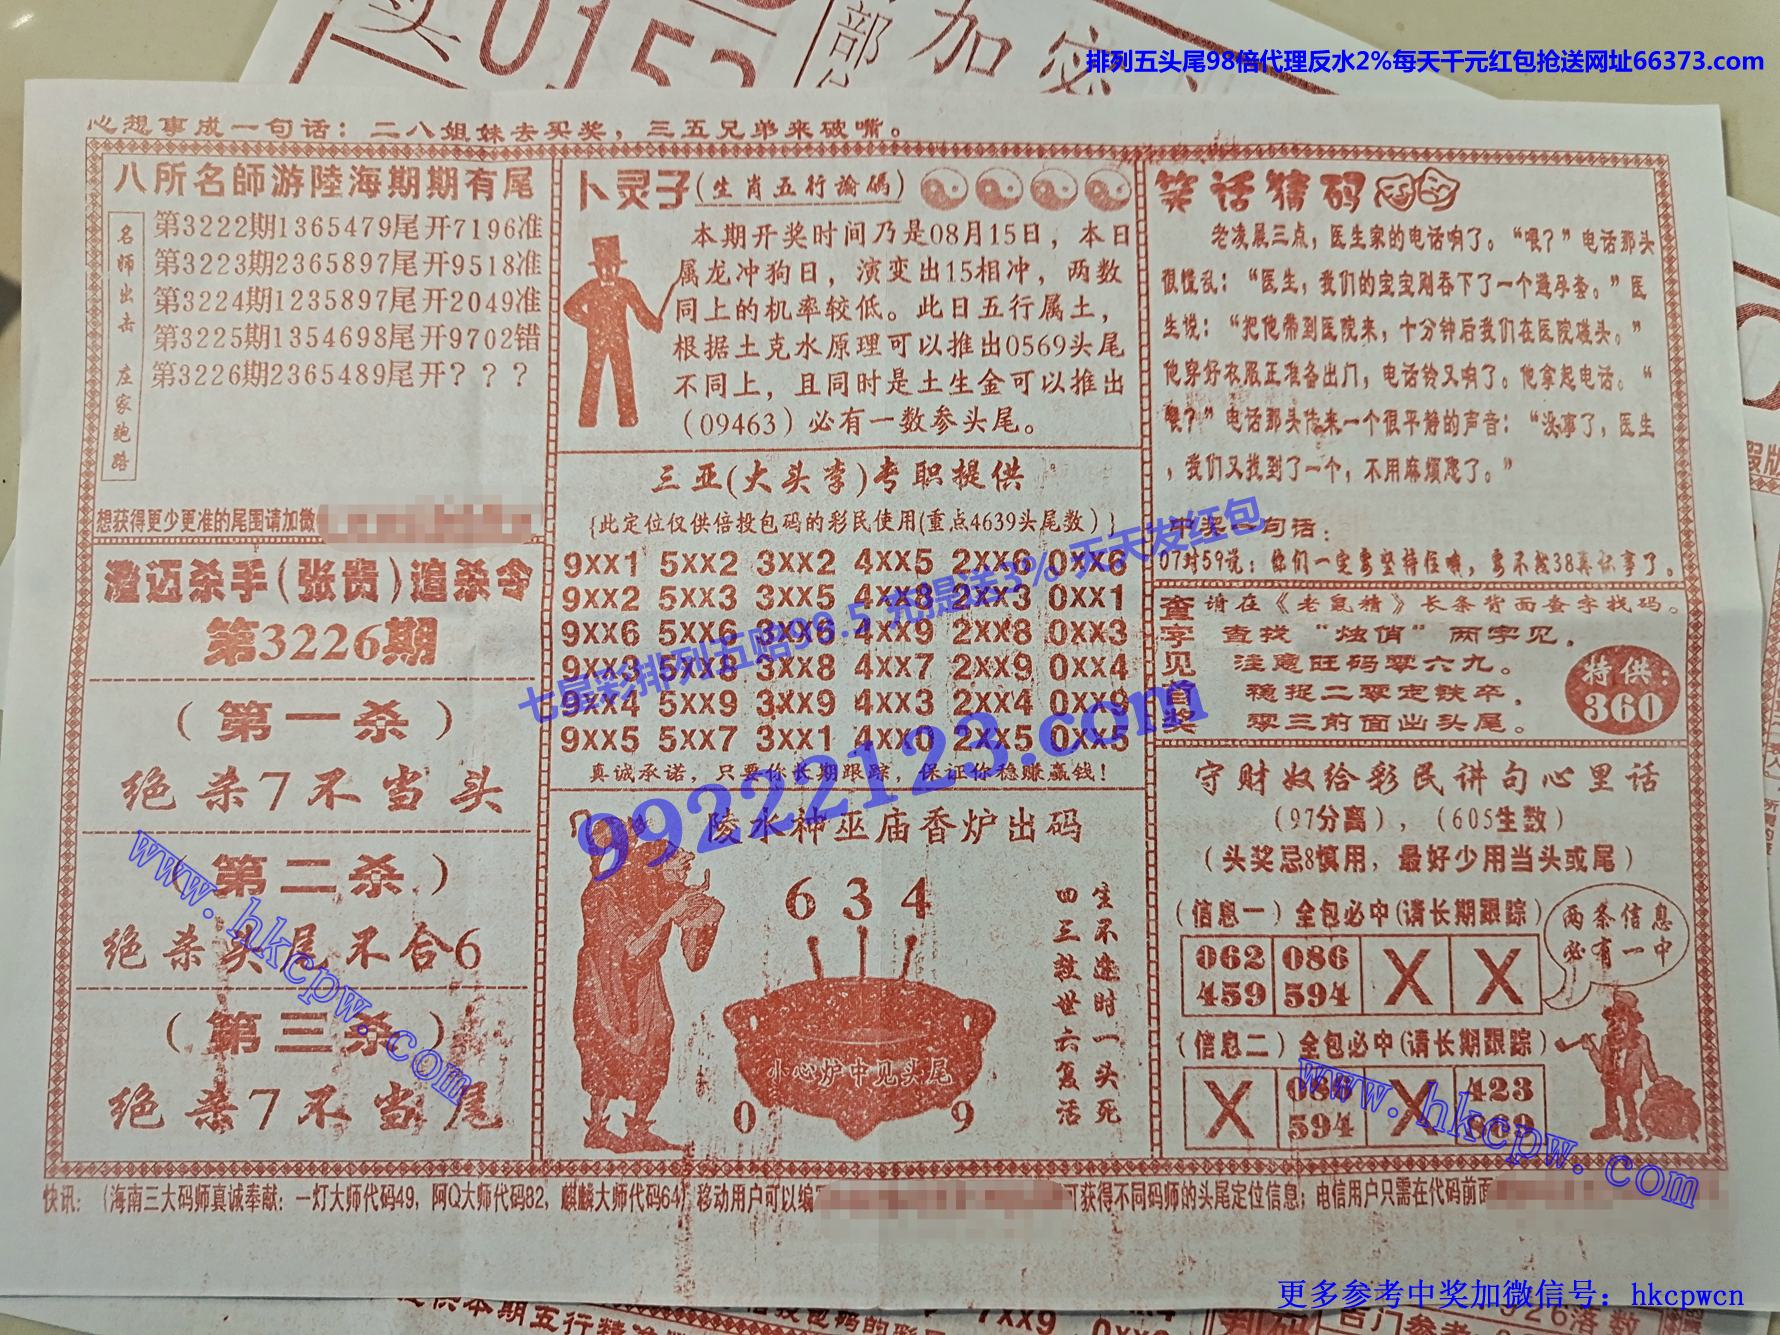 部
加
排列五头尾98倍代理反水2%每天千元红包抢送网址66373.com
心想事成一句话：二八姐妹去买奖，三五兄弟来破嘴。
八所名師游陸海期期有尾
名师出击 庄家跑路
第3222期1365479尾开7196准
第3223期2365897尾开9518准
第3224期1235897尾开2049准
第3225期1354698尾开9702错
第3226期2365489尾开？？？
想获得更少更准的尾围请加微
澄迈杀手(张贵)追杀令
第3226期
（第一杀）
绝杀7不当头
（第二杀）
绝杀头尾不合6
（第三杀）
绝杀7不当尾
卜灵子(生肖五行論碼)
本期开奖时间乃是08月15日，本日
属龙冲狗日，演变出15相冲，两数
同上的机率较低。此日五行属土，
根据土克水原理可以推出0569头尾
不同上，且同时是土生金可以推出
（09463）必有一数参头尾。
三亚(大头李)专职提供
{此定位仅供倍投包码的彩民使用(重点4639头尾数）}
9xx1 5xx2 3xx2 4xx5 2xx6 0xx6
9xx2 5xx3 3xx5 4xx8 2xx3 0xx1
9xx6 5xx6 3xx6 4xx9 2xx8 0xx3
9xx3 5xx8 3xx8 4xx7 2xx9 0xx4
9xx4 5xx9 3xx9 4xx3 2xx4 0xx9
9xx5 5xx7 3xx1 4xx0 2xx5 0xx5
真诚承诺，只要你长期跟踪，保证你稳赚赢钱！
七星彩排列五赔99.5 充是送3% 天天发红包
99222123.com
陵水神巫庙香炉出码
634
生不逢时一头死
四三救世六复活
小心炉中见头尾
0 9
笑话猜码
老凌晨三点，医生家的电话响了。“喂？”电话那头
很慌乱：“医生，我们的宝宝刚吞下了一个避孕套。”医
生说：“把他带到医院来，十分钟后我们在医院碰头。”
他穿好衣服正准备出门，电话铃又响了。他拿起电话。“
喂？”电话那头传来一个很平静的声音：“没事了，医生
，我们又找到了一个，不用麻烦您了。”
中奖一句话：
07对59说：你们一定要坚持住哦，要不找38真坏事了。
查字见首奖
请在《老鼠精》长条背面查字找码。
查找“烛俏”两字见，
注意旺码零六九。
稳捉二零定铁卒，
零三前面出头尾。
特供：
360
守财奴给彩民讲句心里话
（97分离），（605生数）
（头奖忌8慎用，最好少用当头或尾）
（信息一）全包必中(请长期跟踪)
062 086 X X
459 594
两条信息
必有一中
（信息二）全包必中(请长期跟踪)
X 086 X 423
594 869
www.hkcpw.com
www.hkcpw.com
快讯：（海南三大码师真诚奉献：一灯大师代码49，阿Q大师代码82，麒麟大师代码64）移动用户可以编
可获得不同码师的头尾定位信息；电信用户只需在代码前面
更多参考中奖加微信号：hkcpwcn
7xx9